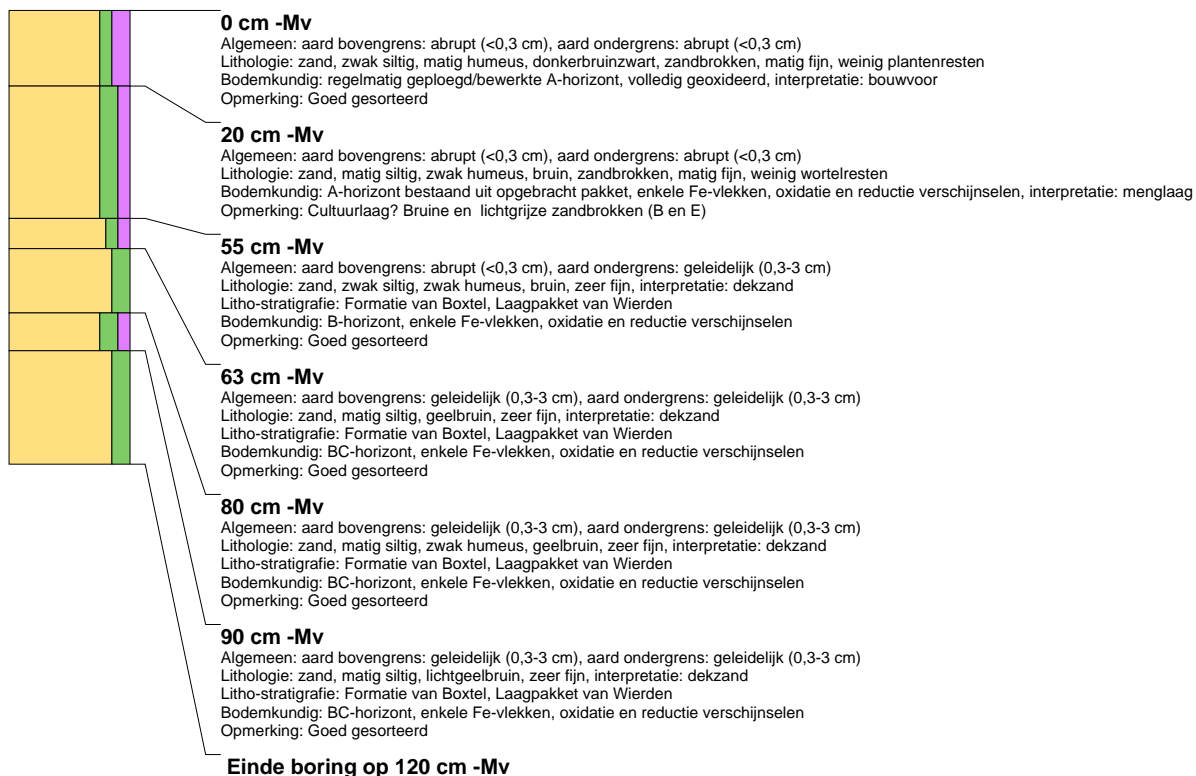 0 cm -Mv
Algemeen: aard bovengrens: abrupt (<0,3 cm), aard ondergrens: abrupt (<0,3 cm)
Lithologie: zand, zwak siltig, matig humeus, donkerbruinzwart, zandbrokken, matig fijn, weinig plantenresten
Bodemkundig: regelmatig geploegd/bewerkte A-horizont, volledig geoxideerd, interpretatie: bouwvoor
Opmerking: Goed gesorteerd
20 cm -Mv
Algemeen: aard bovengrens: abrupt (<0,3 cm), aard ondergrens: abrupt (<0,3 cm)
Lithologie: zand, matig siltig, zwak humeus, bruin, zandbrokken, matig fijn, weinig wortelresten
Bodemkundig: A-horizont bestaand uit opgebracht pakket, enkele Fe-vlekken, oxidatie en reductie verschijnselen, interpretatie: menglaag
Opmerking: Cultuurlaag? Bruine en lichtgrijze zandbrokken (B en E)
55 cm -Mv
Algemeen: aard bovengrens: abrupt (<0,3 cm), aard ondergrens: geleidelijk (0,3-3 cm)
Lithologie: zand, zwak siltig, zwak humeus, bruin, zeer fijn, interpretatie: dekzand
Litho-stratigrafie: Formatie van Boxtel, Laagpakket van Wierden
Bodemkundig: B-horizont, enkele Fe-vlekken, oxidatie en reductie verschijnselen
Opmerking: Goed gesorteerd
63 cm -Mv
Algemeen: aard bovengrens: geleidelijk (0,3-3 cm), aard ondergrens: geleidelijk (0,3-3 cm)
Lithologie: zand, matig siltig, geelbruin, zeer fijn, interpretatie: dekzand
Litho-stratigrafie: Formatie van Boxtel, Laagpakket van Wierden
Bodemkundig: BC-horizont, enkele Fe-vlekken, oxidatie en reductie verschijnselen
Opmerking: Goed gesorteerd
80 cm -Mv
Algemeen: aard bovengrens: geleidelijk (0,3-3 cm), aard ondergrens: geleidelijk (0,3-3 cm)
Lithologie: zand, matig siltig, zwak humeus, geelbruin, zeer fijn, interpretatie: dekzand
Litho-stratigrafie: Formatie van Boxtel, Laagpakket van Wierden
Bodemkundig: BC-horizont, enkele Fe-vlekken, oxidatie en reductie verschijnselen
Opmerking: Goed gesorteerd
90 cm -Mv
Algemeen: aard bovengrens: geleidelijk (0,3-3 cm), aard ondergrens: geleidelijk (0,3-3 cm)
Lithologie: zand, matig siltig, lichtgeelbruin, zeer fijn, interpretatie: dekzand
Litho-stratigrafie: Formatie van Boxtel, Laagpakket van Wierden
Bodemkundig: BC-horizont, enkele Fe-vlekken, oxidatie en reductie verschijnselen
Opmerking: Goed gesorteerd
Einde boring op 120 cm -Mv